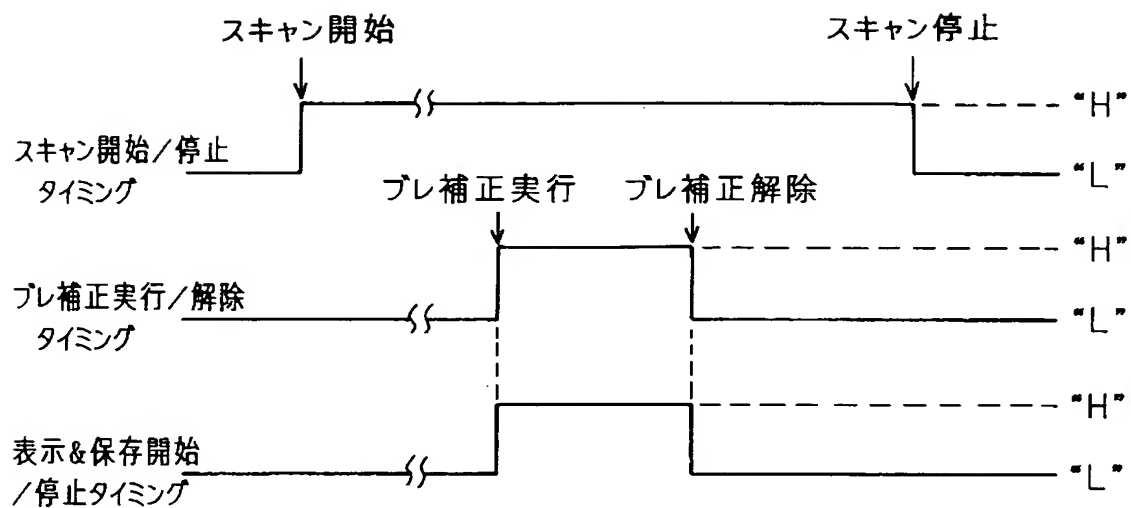 スキャン開始
スキャン停止
“H”
スキャン開始/停止
タイミング
“L”
ブレ補正実行
ブレ補正解除
“H”
ブレ補正実行/解除
タイミング
“L”
“H”
表示&保存開始
/停止タイミング
“L”